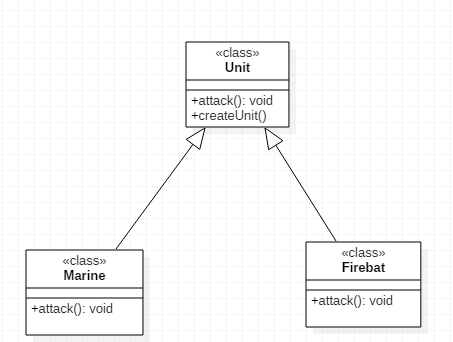 «class»
Unit
+attack(): void
+createUnit()
«class»
Marine
+attack(): void
«class»
Firebat
+attack(): void